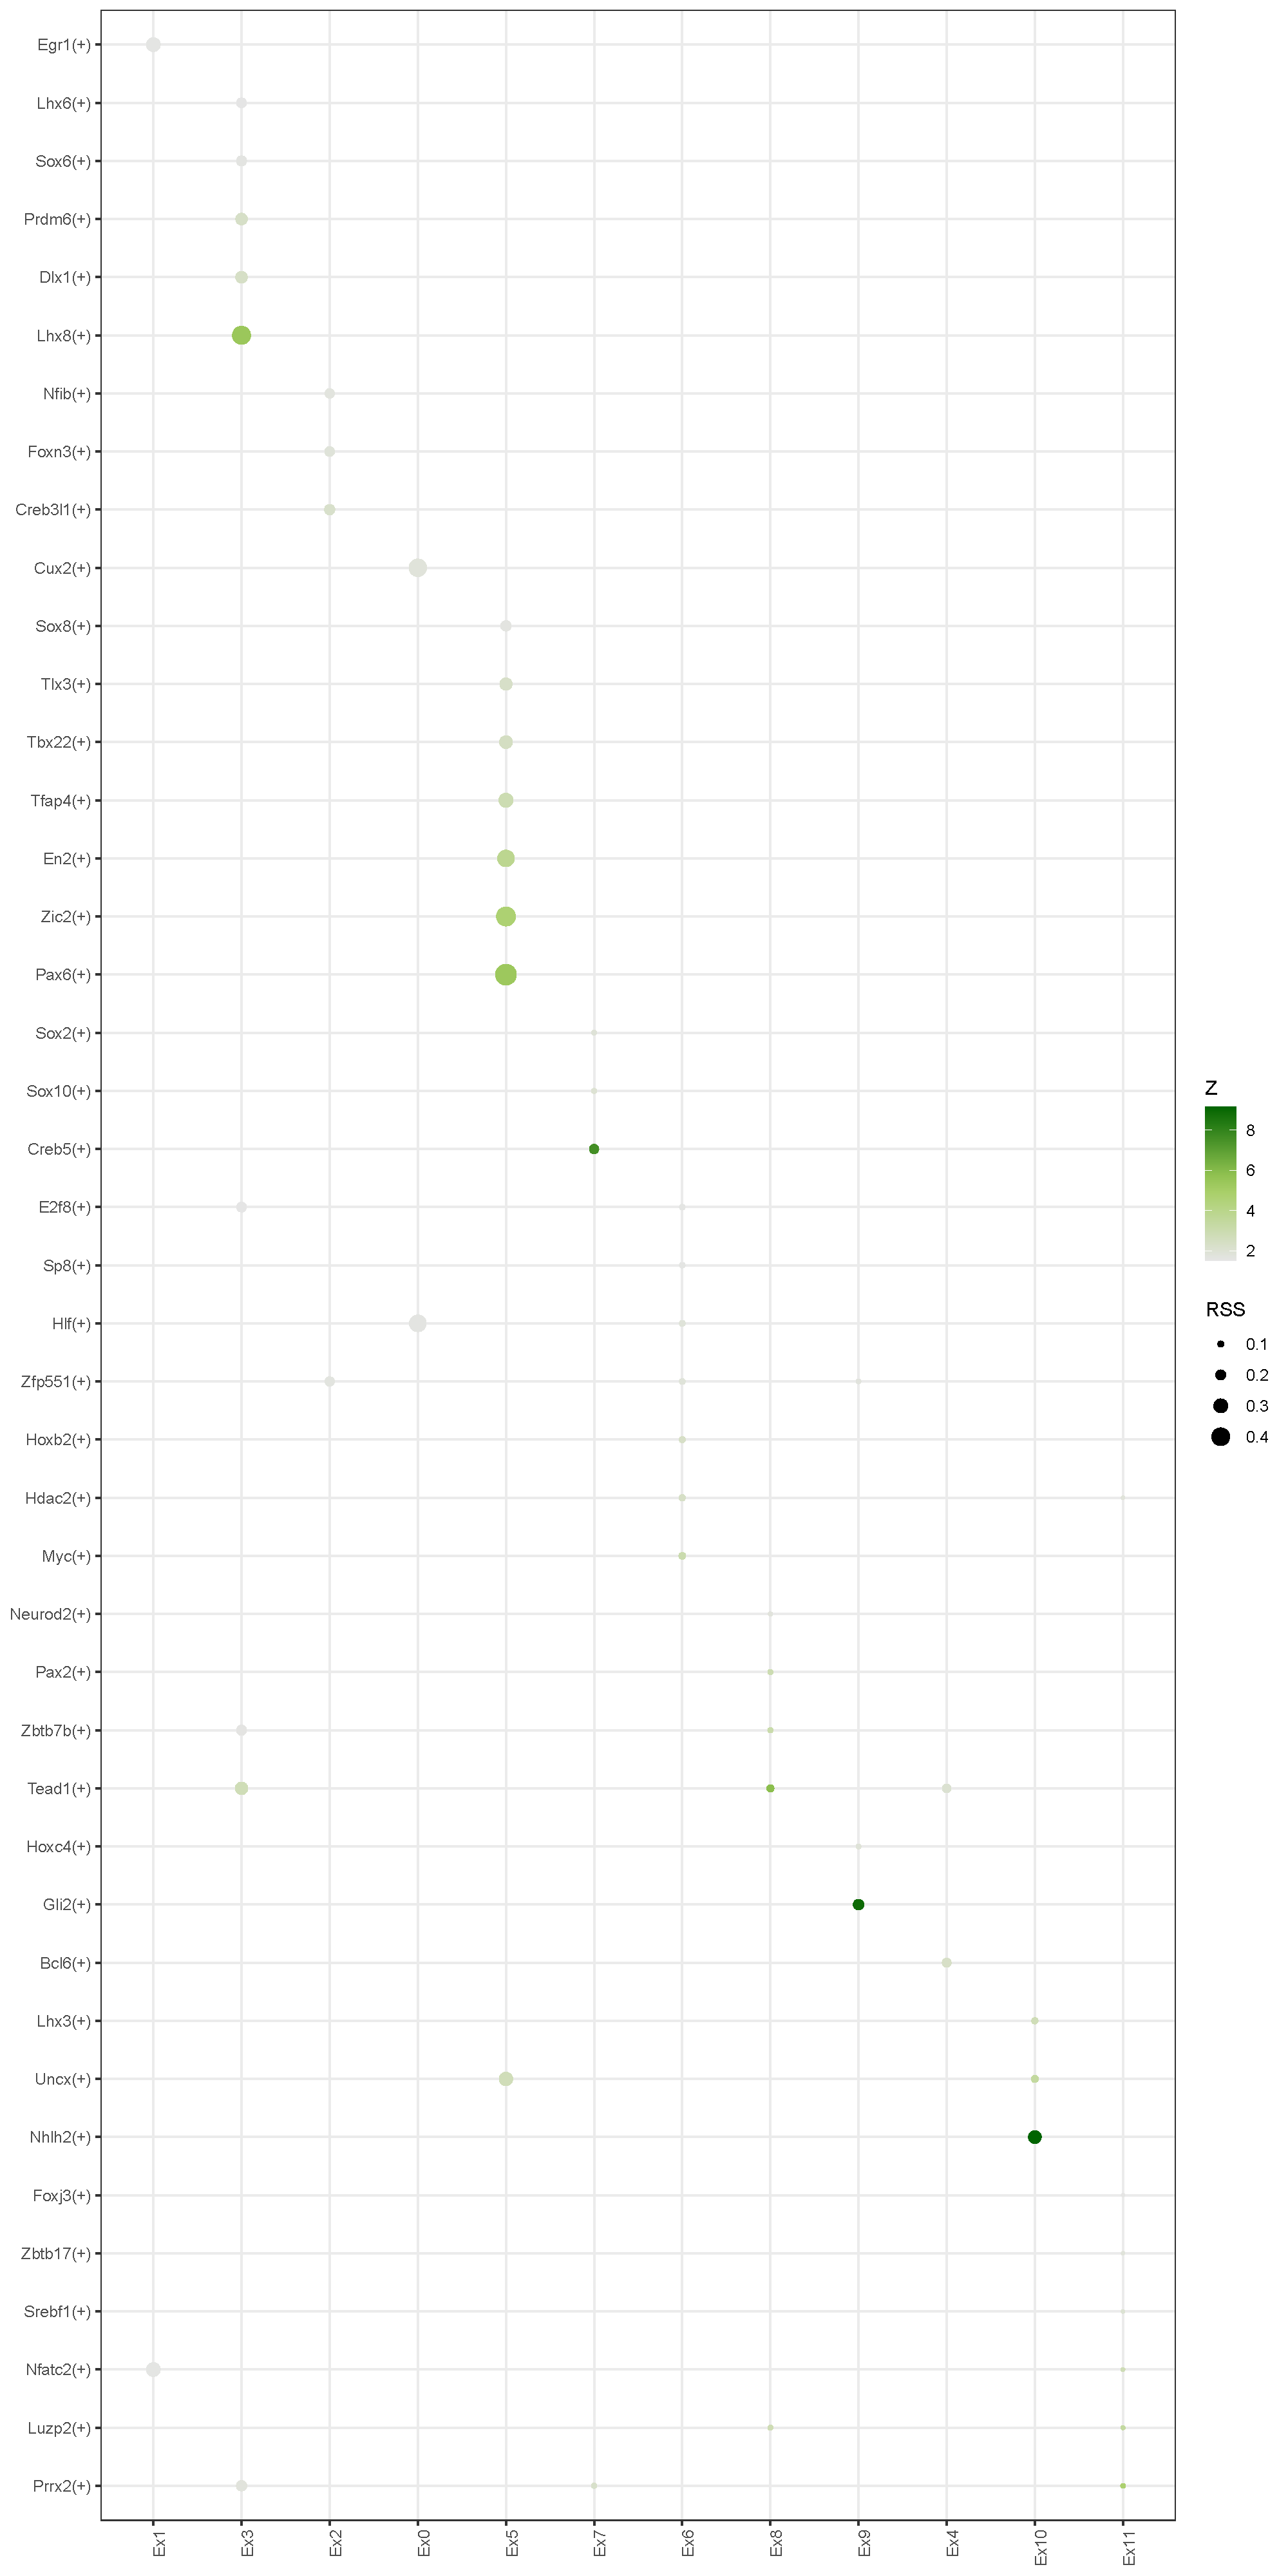 Egr1(+)
Lhx6(+)
Sox6(+)
Prdm6(+)
Dlx1(+)
Lhx8(+)
Nfib(+)
Foxn3(+)
Creb3l1(+)
Cux2(+)
Sox8(+)
Tlx3(+)
Tbx22(+)
Tfap4(+)
En2(+)
Zic2(+)
Pax6(+)
Sox2(+)
Sox10(+)
Creb5(+)
E2f8(+)
Sp8(+)
Hlf(+)
Zfp551(+)
Hoxb2(+)
Hdac2(+)
Myc(+)
Neurod2(+)
Pax2(+)
Zbtb7b(+)
Tead1(+)
Hoxc4(+)
Gli2(+)
Bcl6(+)
Lhx3(+)
Uncx(+)
Nhlh2(+)
Foxj3(+)
Zbtb17(+)
Srebf1(+)
Nfatc2(+)
Luzp2(+)
Prrx2(+)
Ex1
Ex3
Ex2
Ex0
Ex5
Ex7
Ex6
Ex8
Ex9
Ex4
Ex10
Ex11
Z
8
6
4
2
RSS
0.1
0.2
0.3
0.4